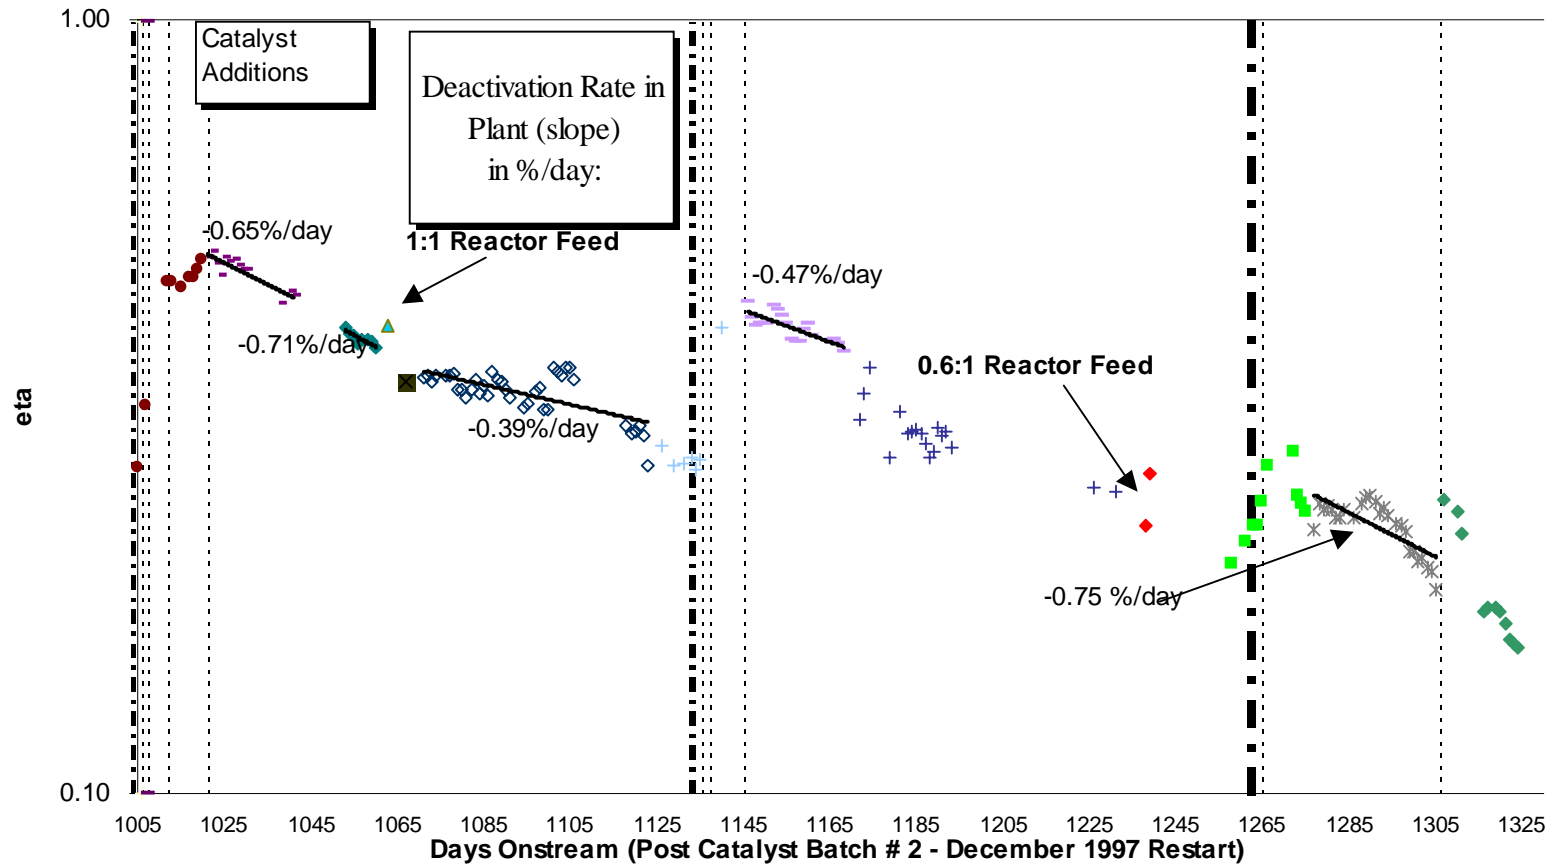 1.00
Catalyst
Additions
Deactivation Rate in
Plant (slope)
in %/day:
-0.65%/day
1:1 Reactor Feed
-0.47%/day
-0.71%/day
0.6:1 Reactor Feed
eta
-0.39%/day
-0.75 %/day
0.10
1005 1025 1045 1065 1085 1105 1125 1145 1165 1185 1205 1225 1245 1265 1285 1305 1325
Days Onstream (Post Catalyst Batch # 2 - December 1997 Restart)